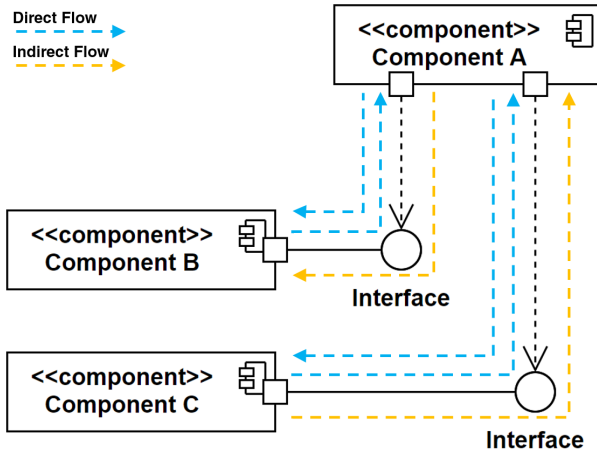 Direct Flow
Indirect Flow
<<component>>
Component A
<<component>>
Component B
Interface
<<component>>
Component C
Interface